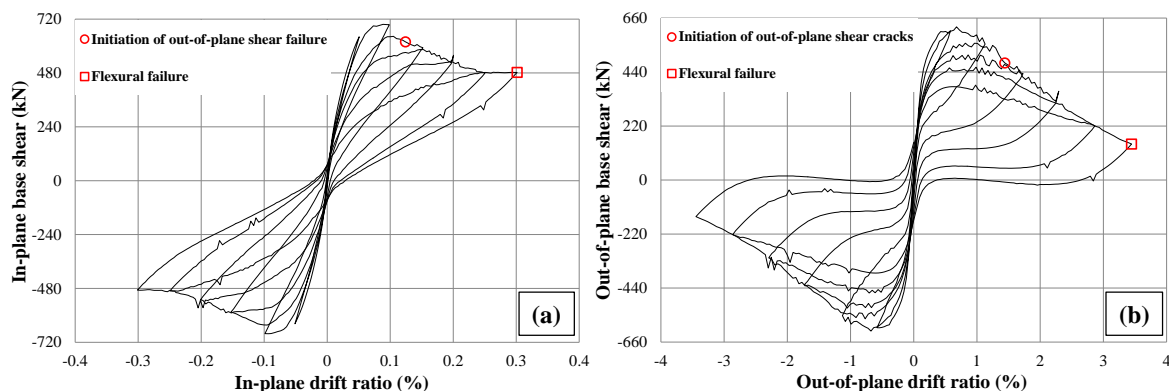 720
480
240
0
-240
-480
-720
In-plane base shear (kN)
Initiation of out-of-plane shear failure
Flexural failure
(a)
-0.4 -0.3 -0.2 -0.1 0 0.1 0.2 0.3 0.4
In-plane drift ratio (%)
660
440
220
0
-220
-440
-660
Out-of-plane base shear (kN)
Initiation of out-of-plane shear cracks
Flexural failure
(b)
-4 -3 -2 -1 0 1 2 3 4
Out-of-plane drift ratio (%)